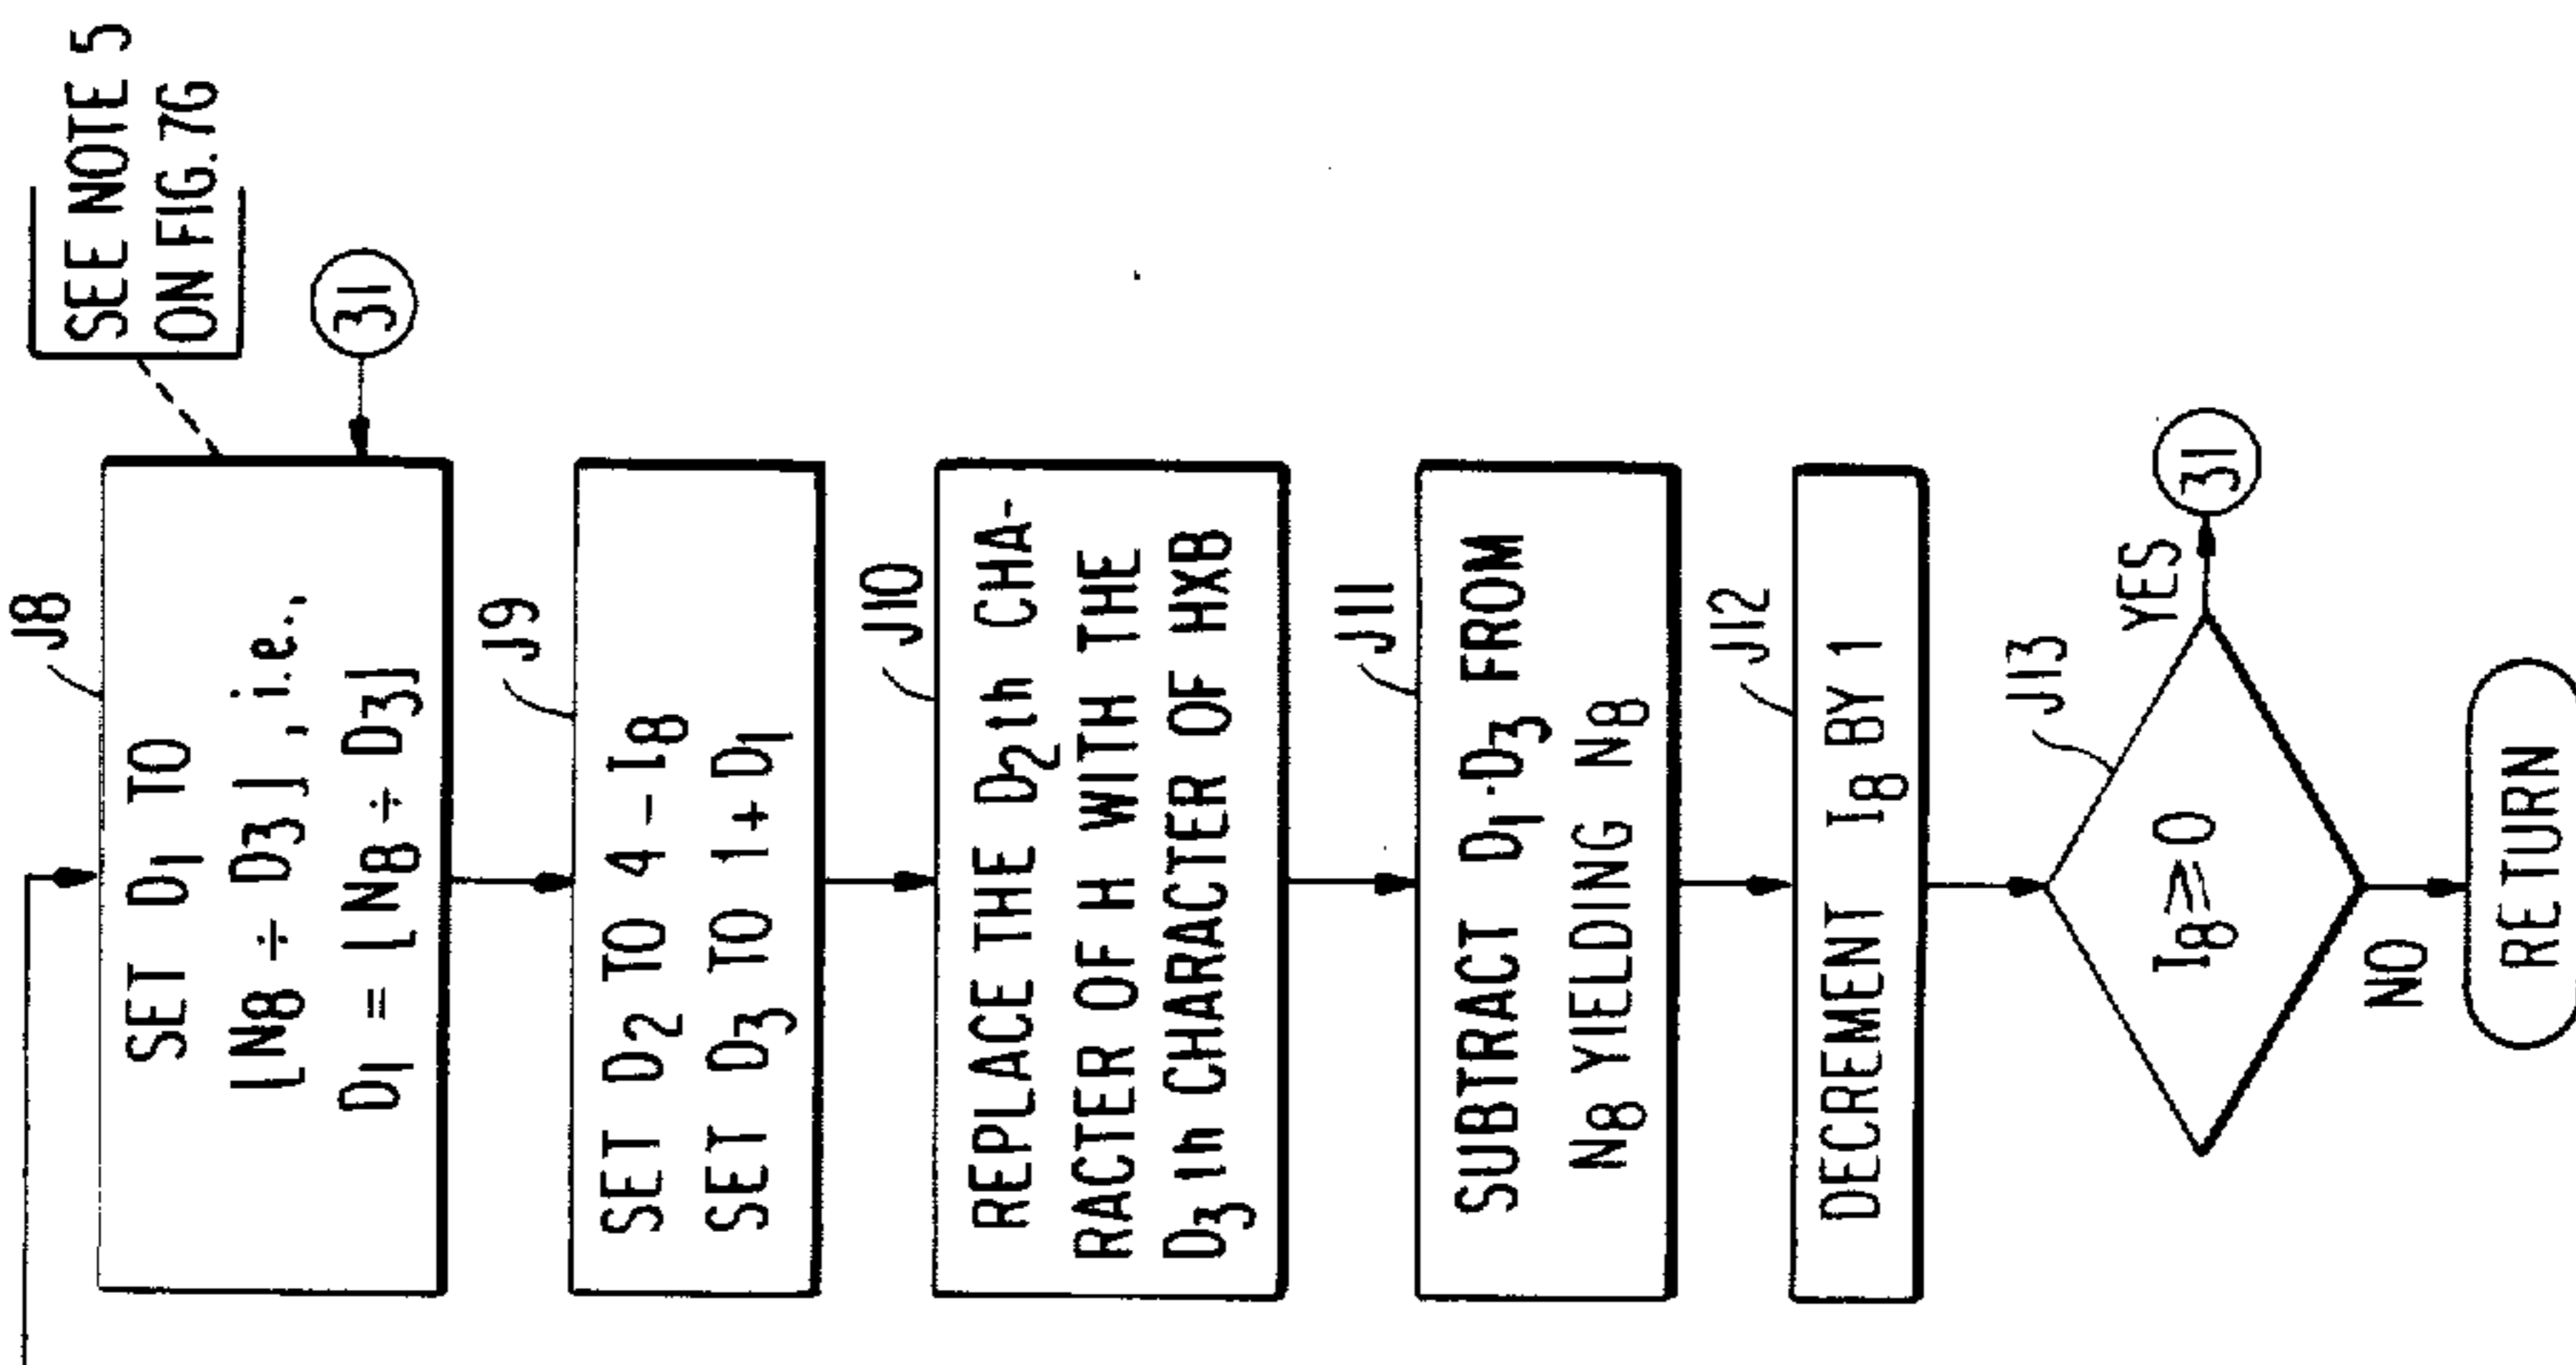 SEE NOTE 5
ON FIG. 7G
31
J8
SET D₁ TO
⌊N₈ ÷ D₃⌋, i.e.,
D₁ = ⌊N₈ ÷ D₃⌋
J9
SET D₂ TO 4 - I₈
SET D₃ TO 1 + D₁
J10
REPLACE THE D₂th CHA-
RACTER OF H WITH THE
D₃th CHARACTER OF HXB
J11
SUBTRACT D₁·D₃ FROM
N₈ YIELDING N₈
J12
DECREMENT I₈ BY 1
J13
I₈≥0
YES
31
NO
RETURN